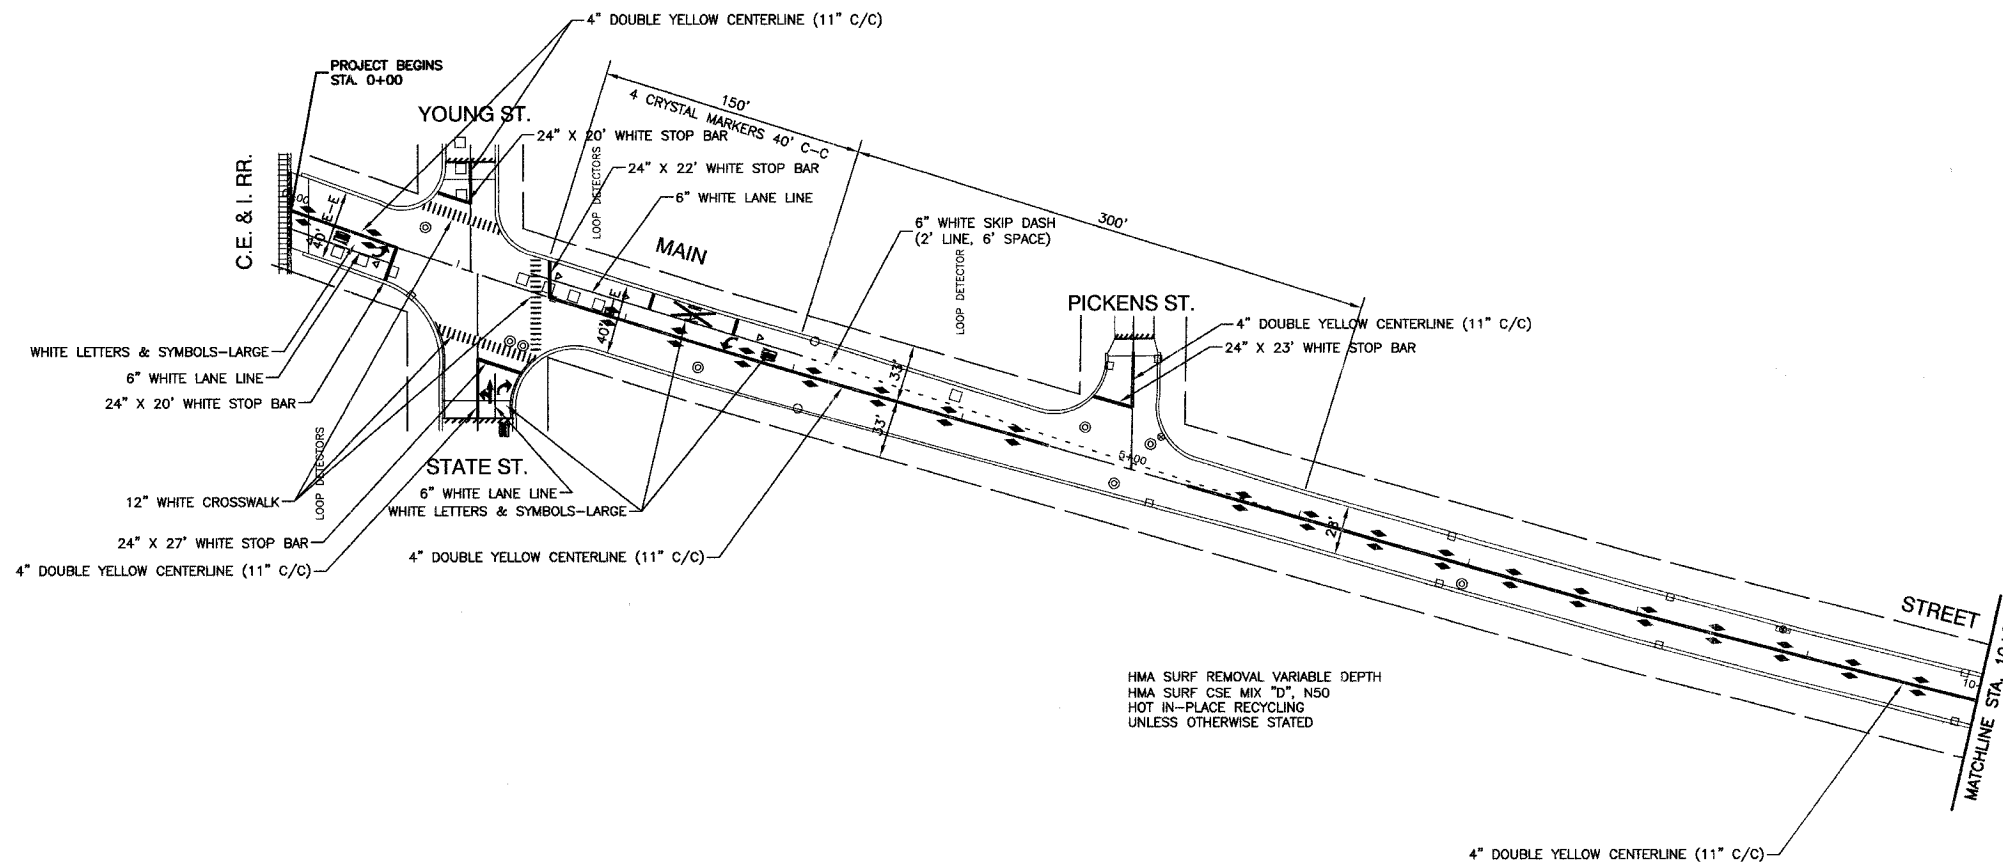 4" DOUBLE YELLOW CENTERLINE (11" C/C)
PROJECT BEGINS
STA. 0+00
YOUNG ST.
150'
4 CRYSTAL MARKERS 40' C-C
24" X 20' WHITE STOP BAR
LOOP DETECTORS
24" X 22' WHITE STOP BAR
6" WHITE LANE LINE
C.E. & I. RR.
40' E-E
MAIN
6" WHITE SKIP DASH
(2' LINE, 6' SPACE)
300'
LOOP DETECTOR
PICKENS ST.
4" DOUBLE YELLOW CENTERLINE (11" C/C)
24" X 23' WHITE STOP BAR
40'
33'
33'
WHITE LETTERS & SYMBOLS-LARGE
6" WHITE LANE LINE
24" X 20' WHITE STOP BAR
LOOP DETECTORS
STATE ST.
5+00
28'
12" WHITE CROSSWALK
6" WHITE LANE LINE
WHITE LETTERS & SYMBOLS-LARGE
24" X 27' WHITE STOP BAR
4" DOUBLE YELLOW CENTERLINE (11" C/C)
4" DOUBLE YELLOW CENTERLINE (11" C/C)
STREET
HMA SURF REMOVAL VARIABLE DEPTH
HMA SURF CSE MIX "D", N50
HOT IN-PLACE RECYCLING
UNLESS OTHERWISE STATED
MATCHLINE STA.
4" DOUBLE YELLOW CENTERLINE (11" C/C)